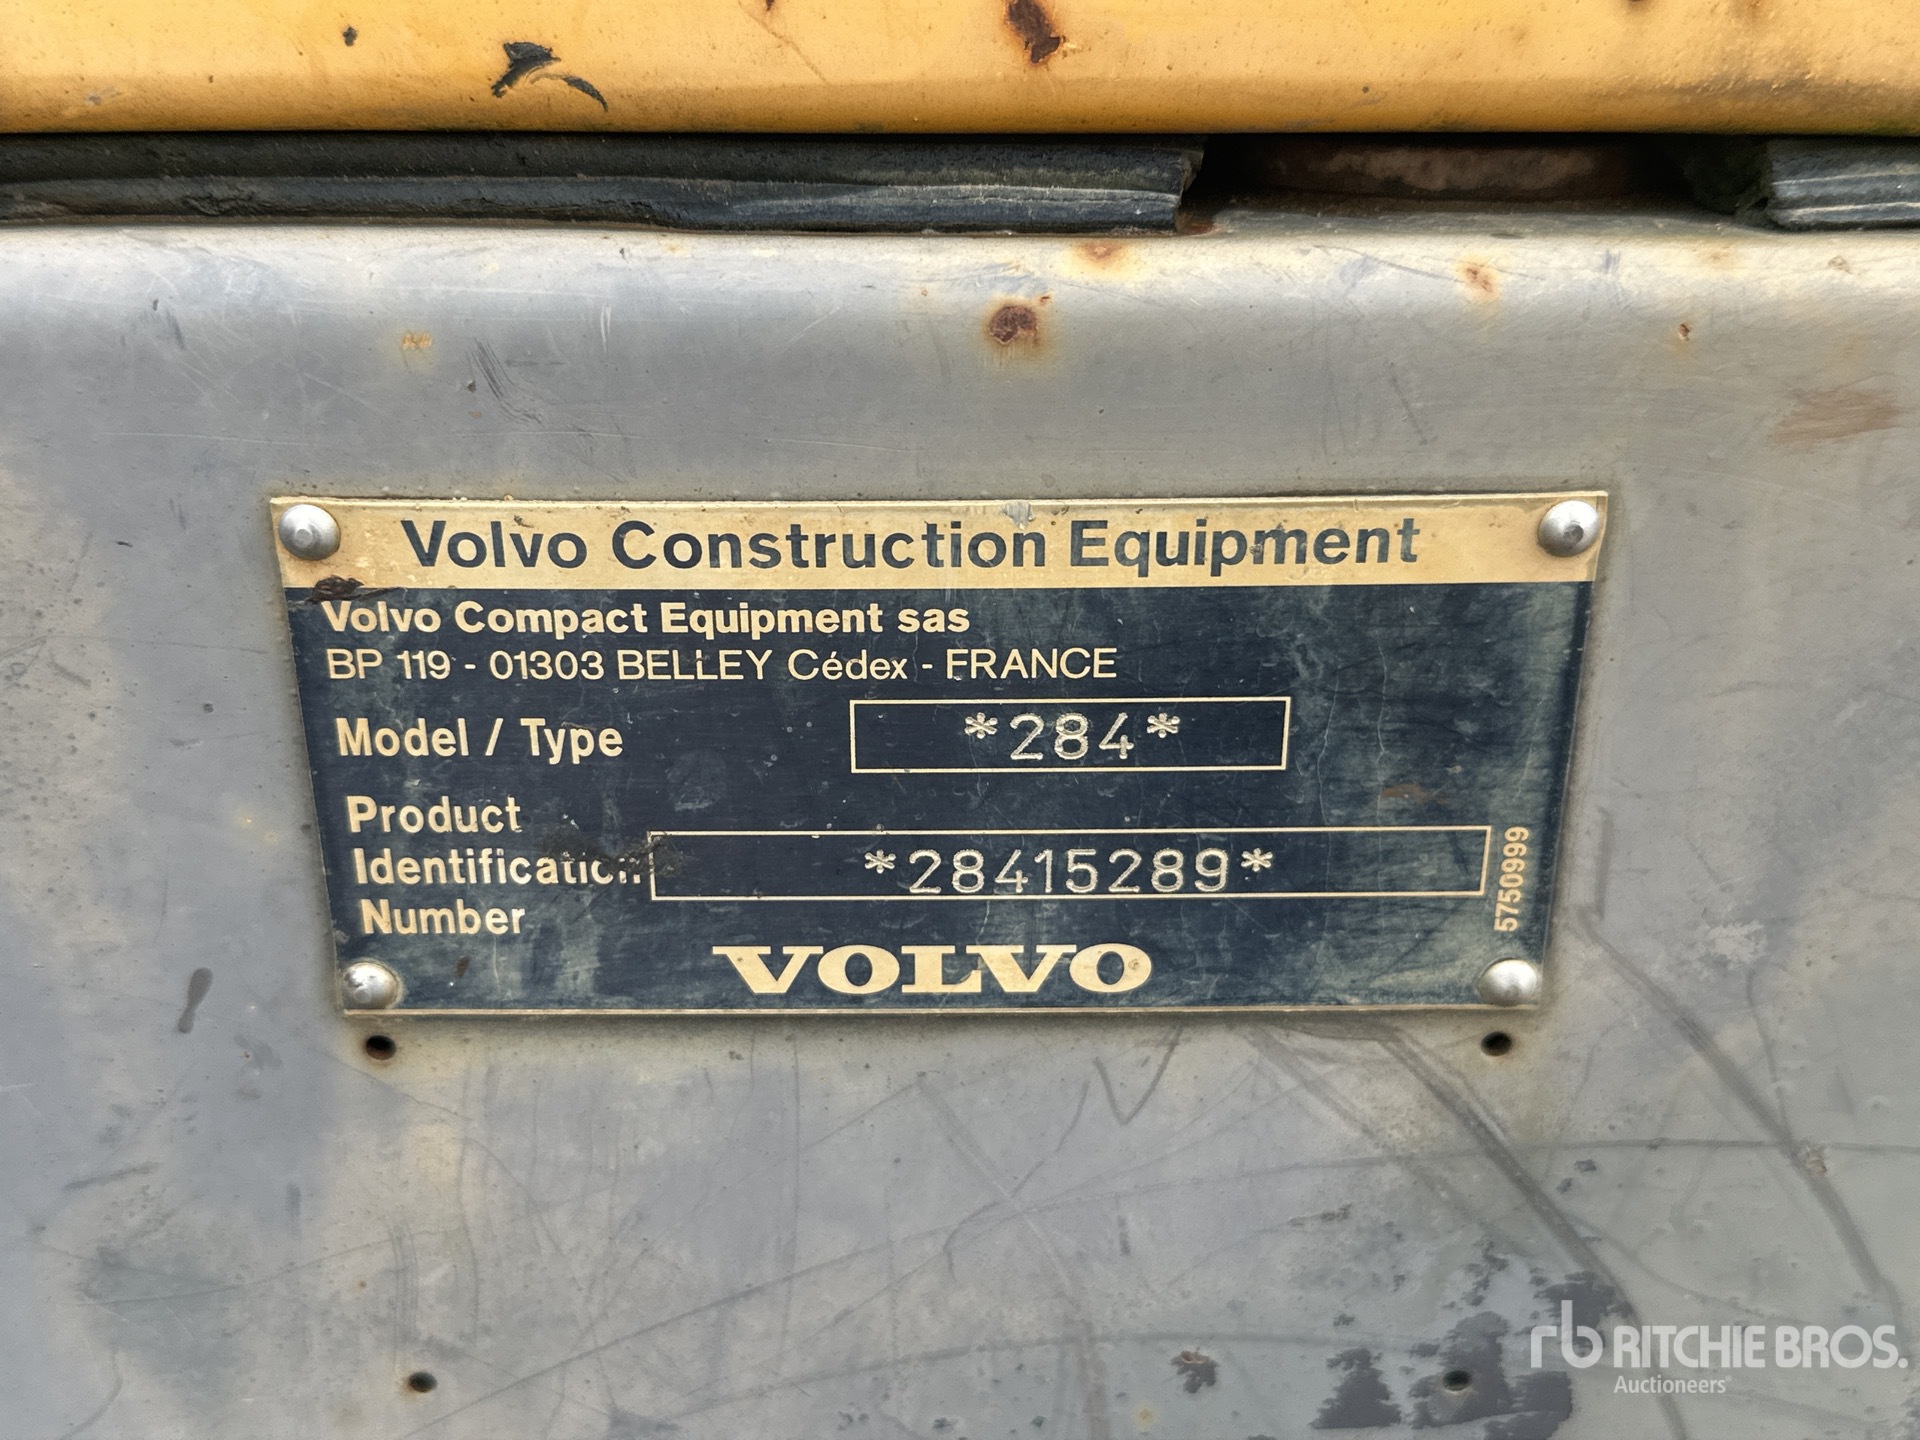 Volvo Construction Equipment
Volvo Compact Equipment sas
BP 119 - 01303 BELLEY Cédex - FRANCE
Model / Type *284*
Product
Identification *28415289*
Number
5750999
VOLVO
rb RITCHIE BROS.
Auctioneers